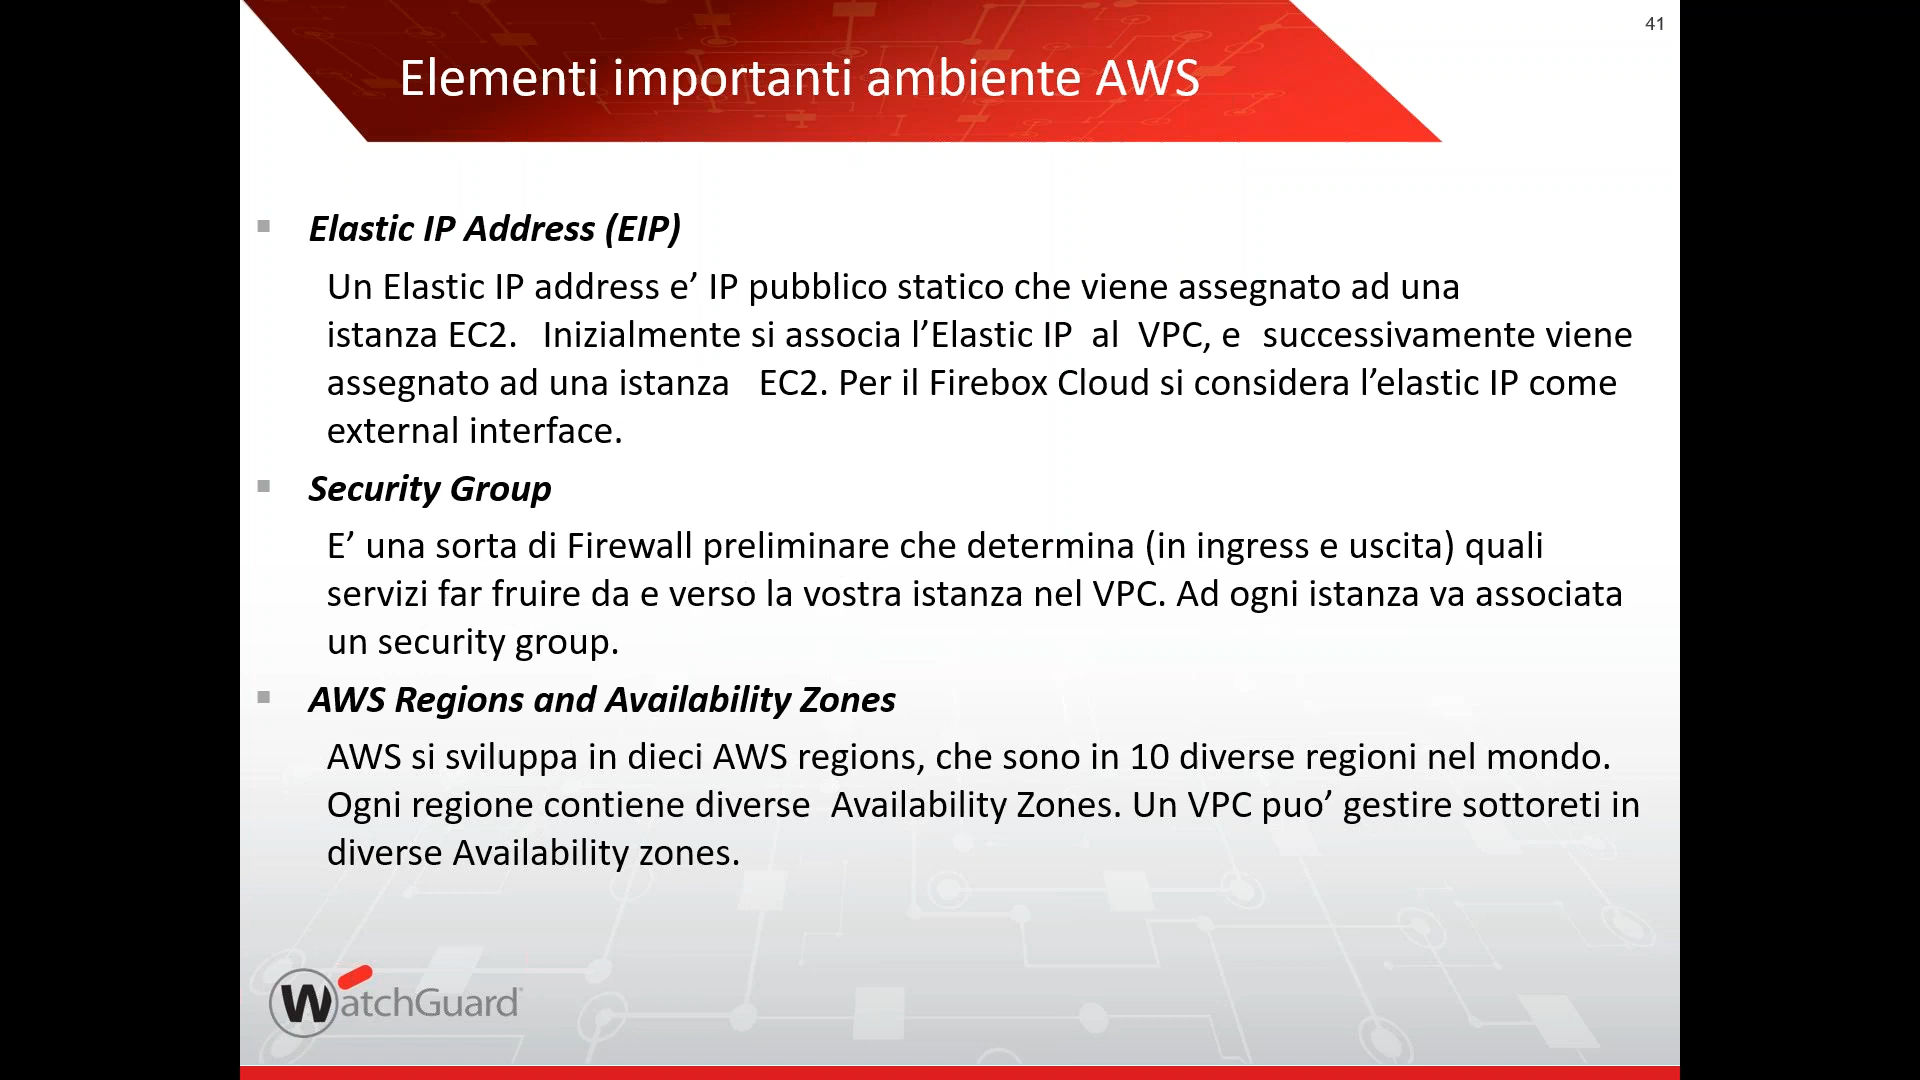 41
Elementi importanti ambiente AWS
Elastic IP Address (EIP)
Un Elastic IP address e’ IP pubblico statico che viene assegnato ad una
istanza EC2. Inizialmente si associa l’Elastic IP al VPC, e successivamente viene
assegnato ad una istanza EC2. Per il Firebox Cloud si considera l’elastic IP come
external interface.
Security Group
E’ una sorta di Firewall preliminare che determina (in ingress e uscita) quali
servizi far fruire da e verso la vostra istanza nel VPC. Ad ogni istanza va associata
un security group.
AWS Regions and Availability Zones
AWS si sviluppa in dieci AWS regions, che sono in 10 diverse regioni nel mondo.
Ogni regione contiene diverse Availability Zones. Un VPC puo’ gestire sottoreti in
diverse Availability zones.
WatchGuard